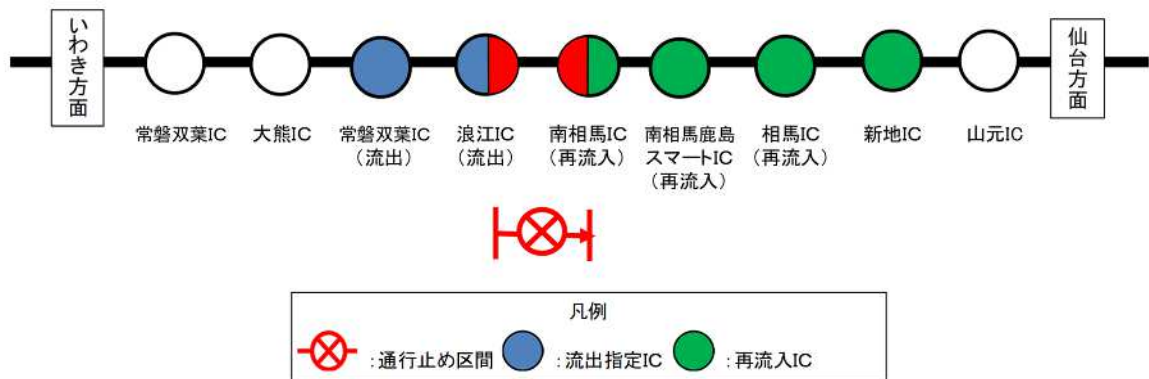 いわき方面
仙台方面
常磐双葉IC
大熊IC
常磐双葉IC
（流出）
浪江IC
（流出）
南相馬IC
（再流入）
南相馬鹿島
スマートIC
（再流入）
相馬IC
（再流入）
新地IC
山元IC
凡例
：通行止め区間
：流出指定IC
：再流入IC